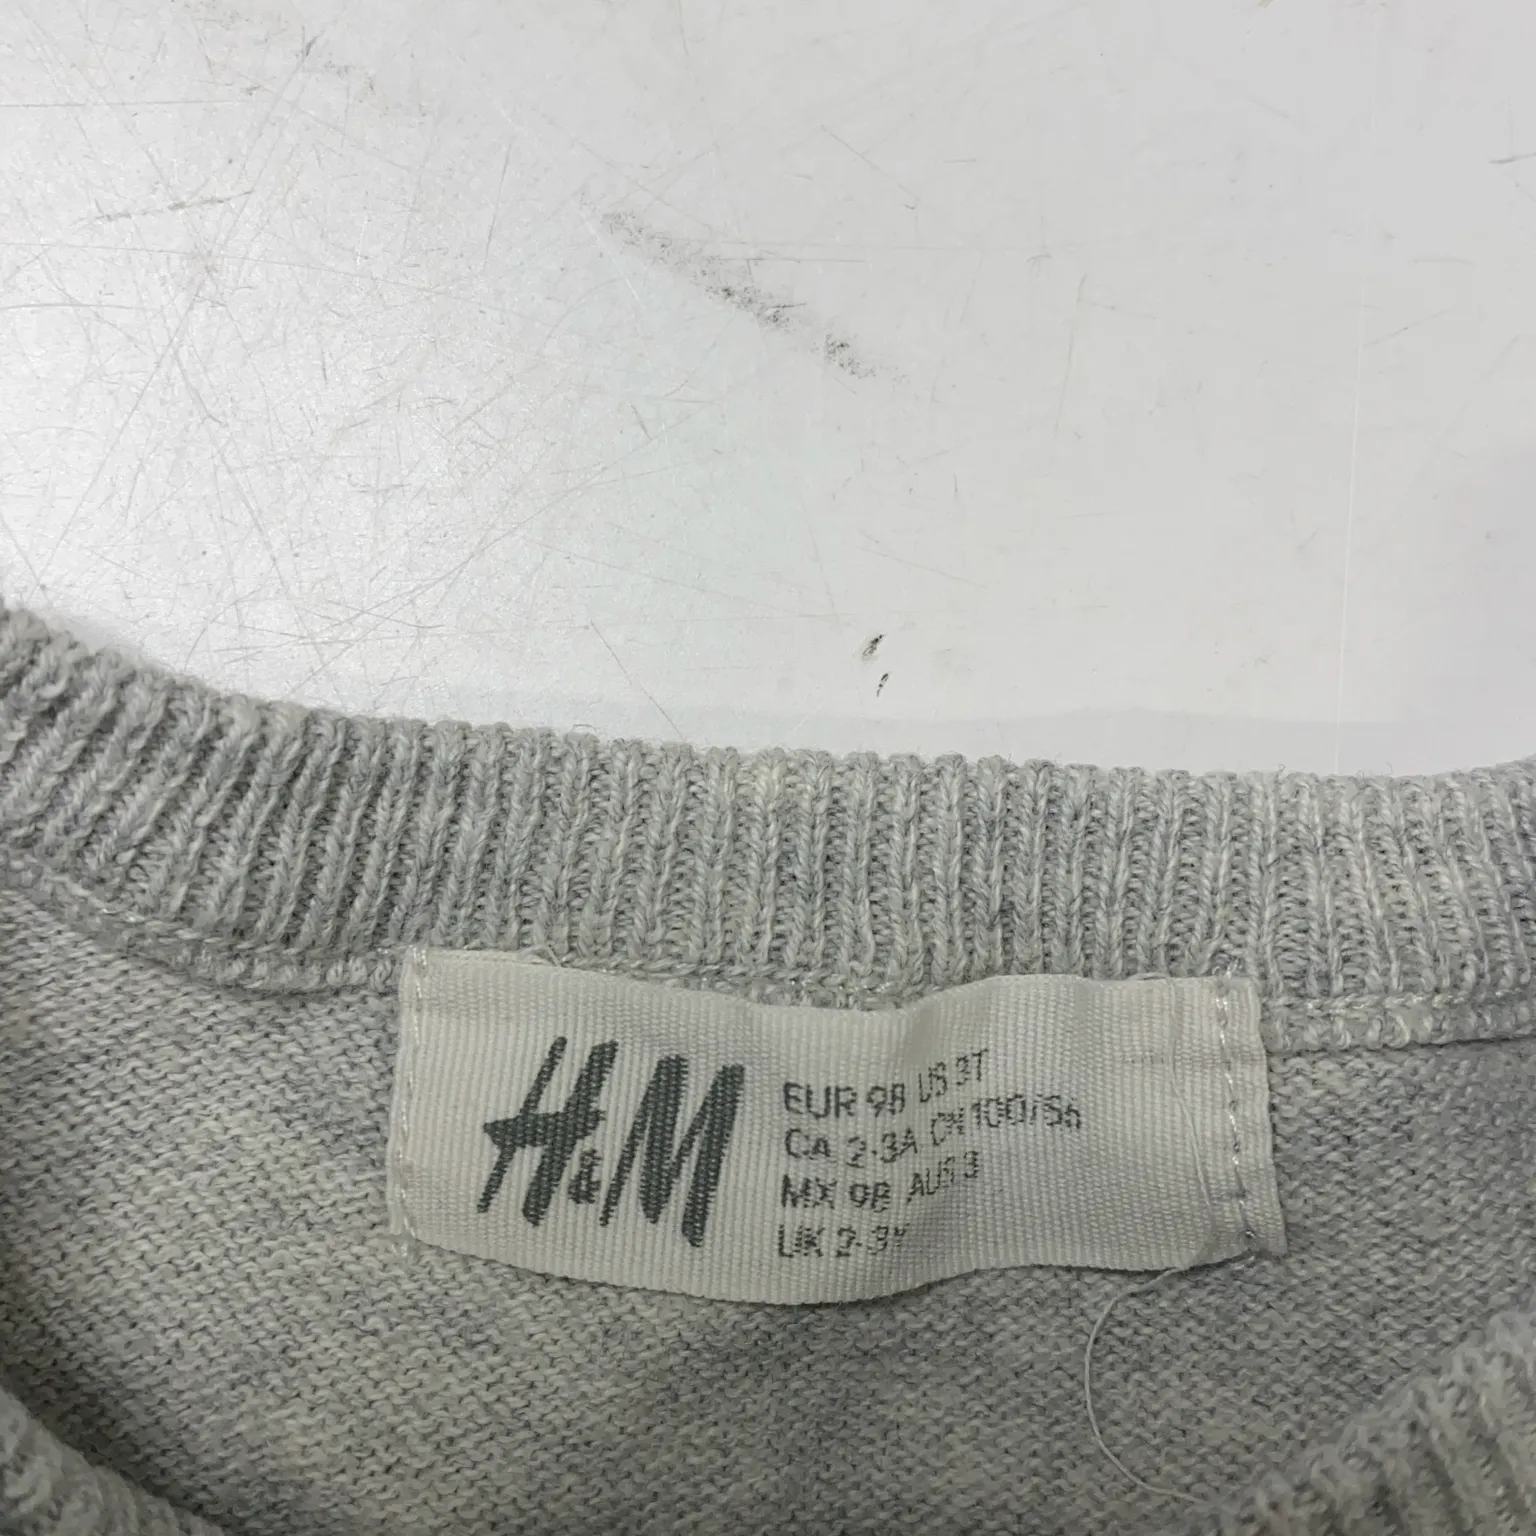 H&M
EUR 98 US 3T
CA 2-3A CN 100/56
MX 98 AUS 3
UK 2-3Y